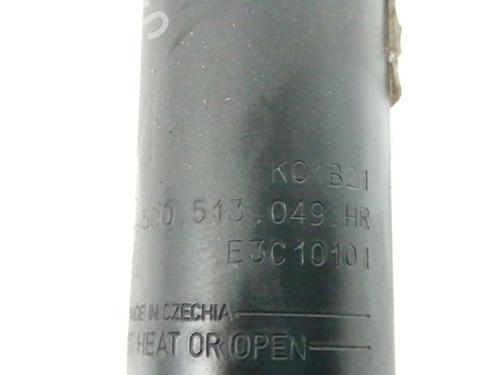 KC1B21
5C0.513.049.HR
E3C10101
MADE IN CZECHIA
HEAT OR OPEN